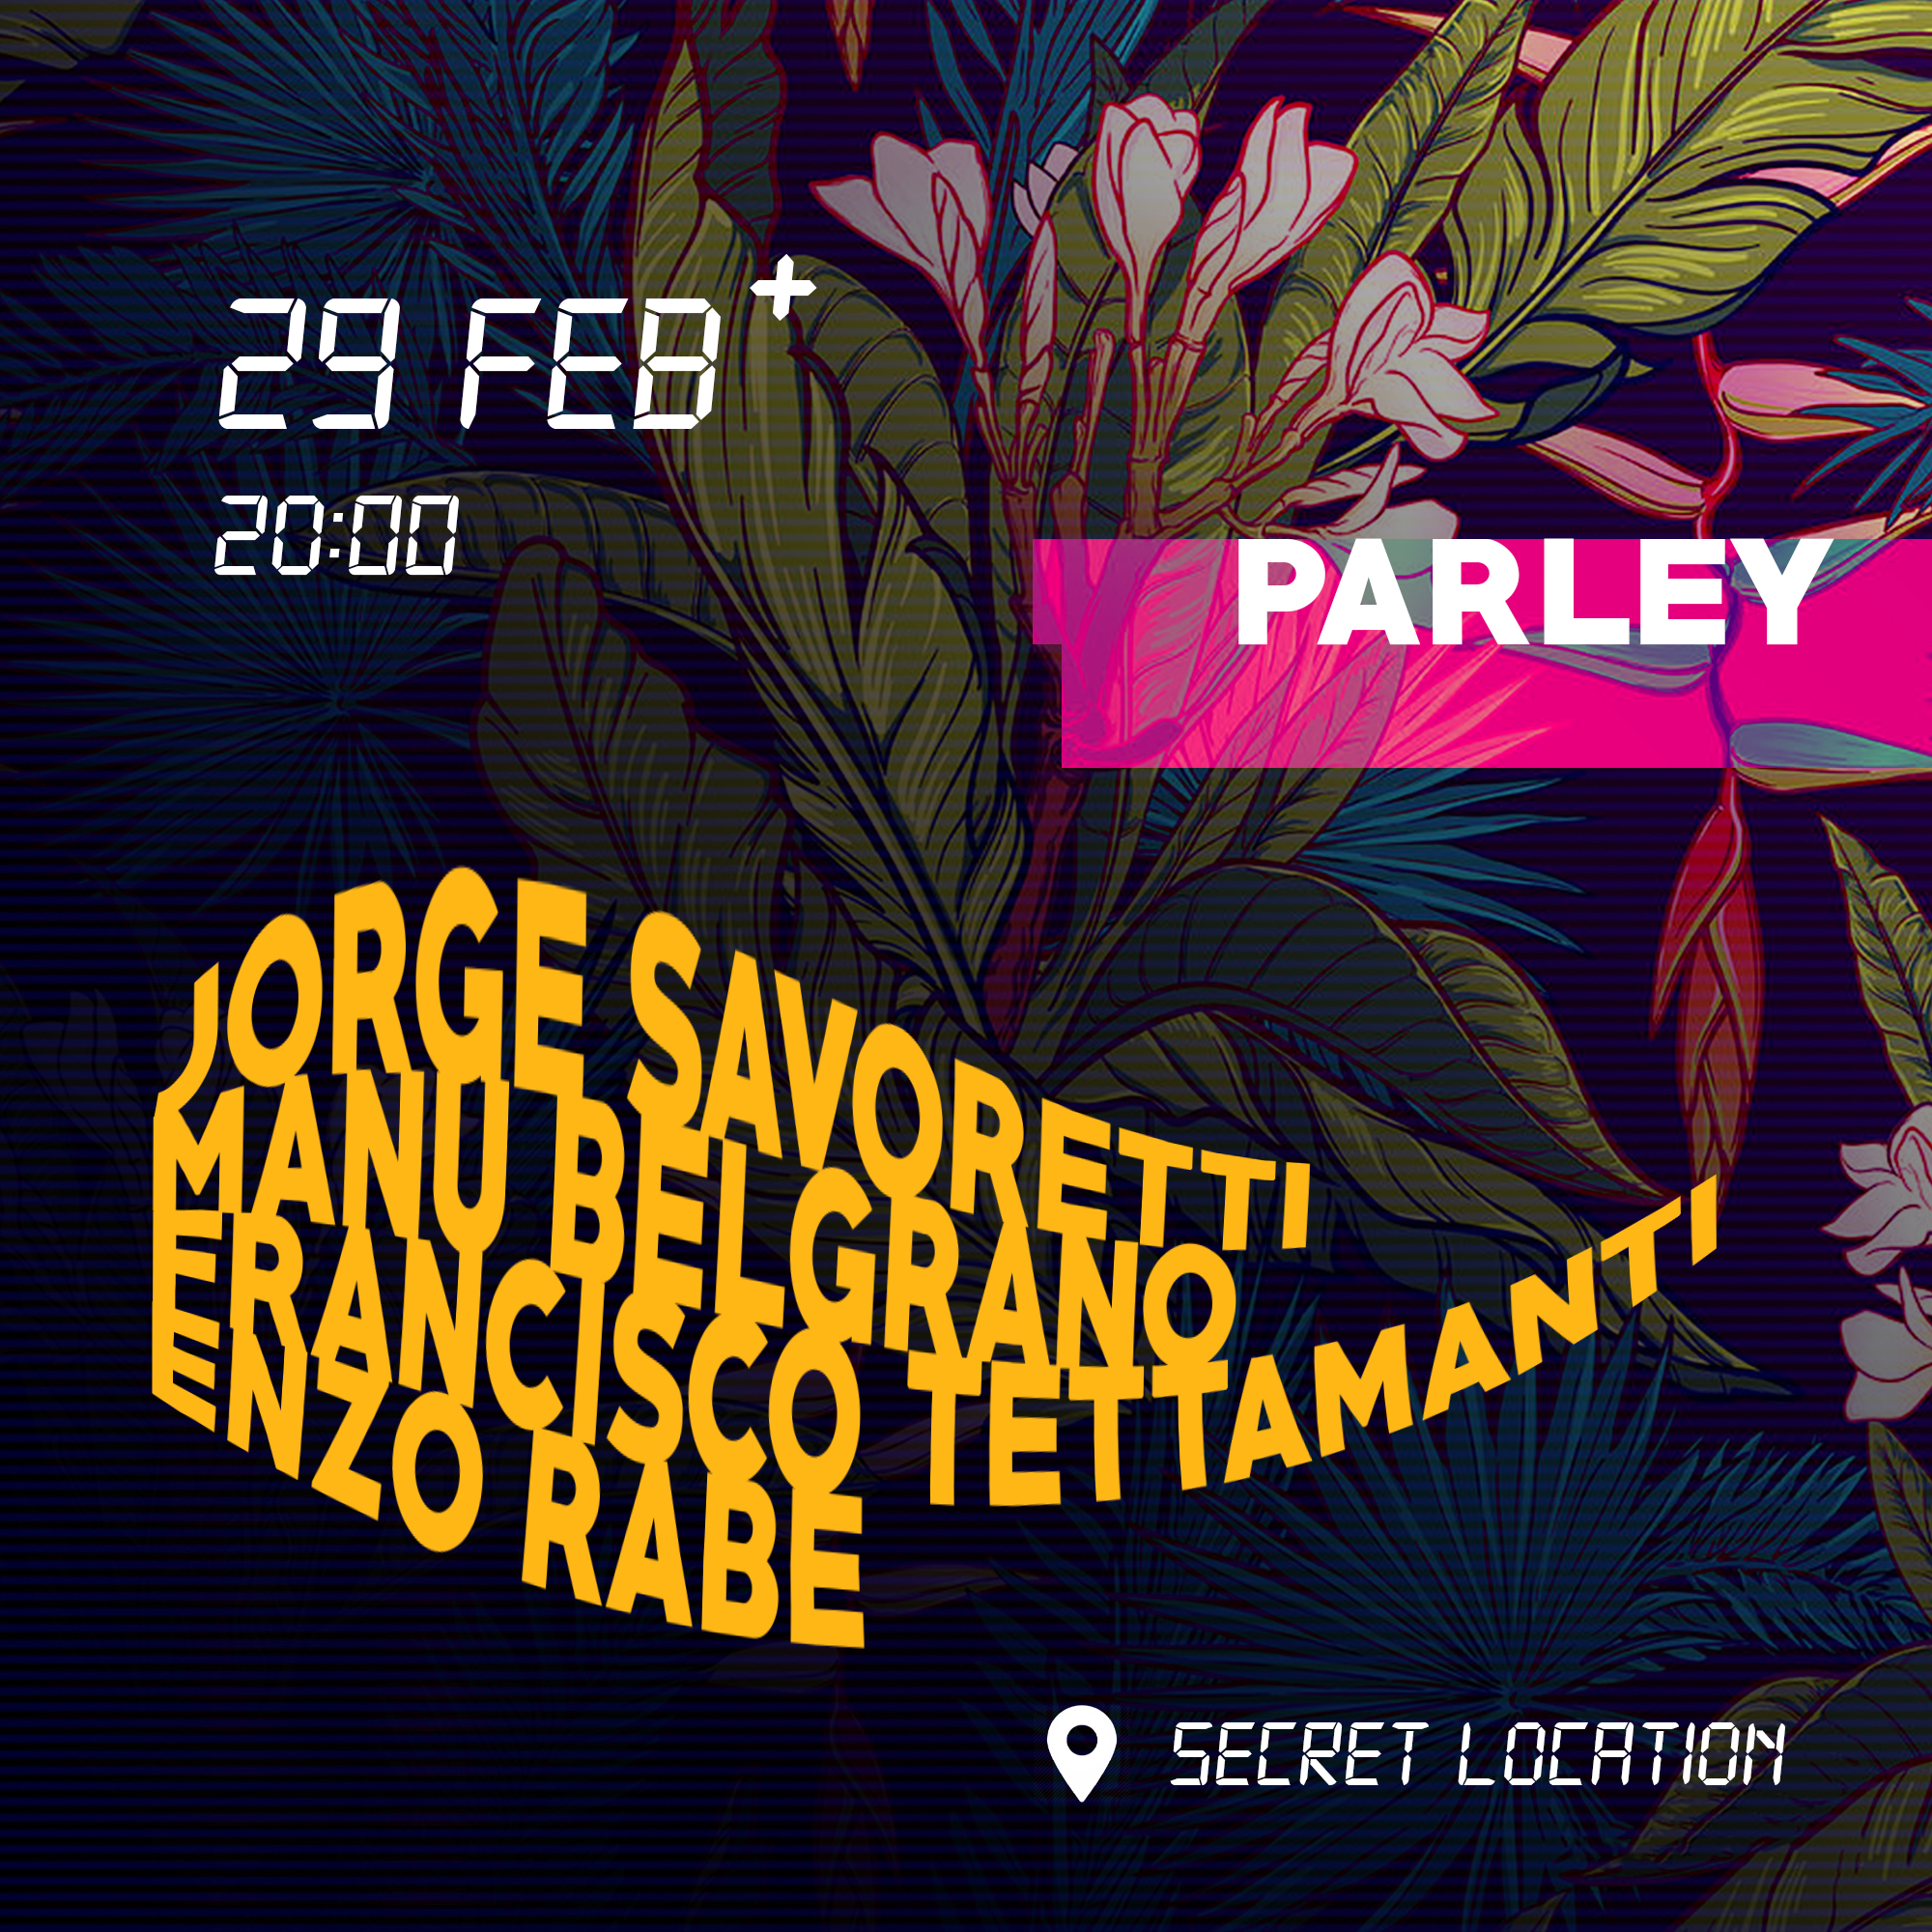 29 FEB+
20:00
PARLEY
JORGE SAVORETTI
MANU BELGRANO
FRANCISCO TETTAMANTI
ENZO RABE
SECRET LOCATION